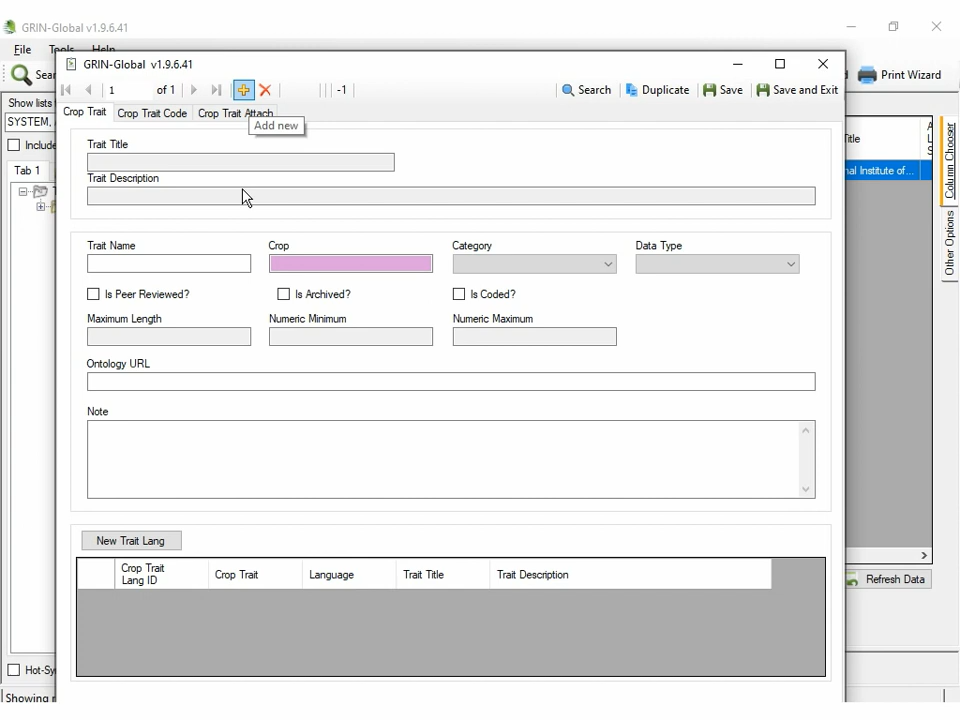 GRIN-Global v1.9.6.41
File Tools Help
GRIN-Global v1.9.6.41
Print Wizard
1 of 1 -1 Search Duplicate Save Save and Exit
Show lists
Crop Trait Crop Trait Code Crop Trait Attach
SYSTEM,
Add new
Column Chooser
Include
Trait Title
Tab 1
Trait Description
nal Institute of...
Other Options
Trait Name Crop Category Data Type
Is Peer Reviewed? Is Archived? Is Coded?
Maximum Length Numeric Minimum Numeric Maximum
Ontology URL
Note
New Trait Lang
Crop Trait Lang ID Crop Trait Language Trait Title Trait Description
Refresh Data
Hot-Sy
Showing